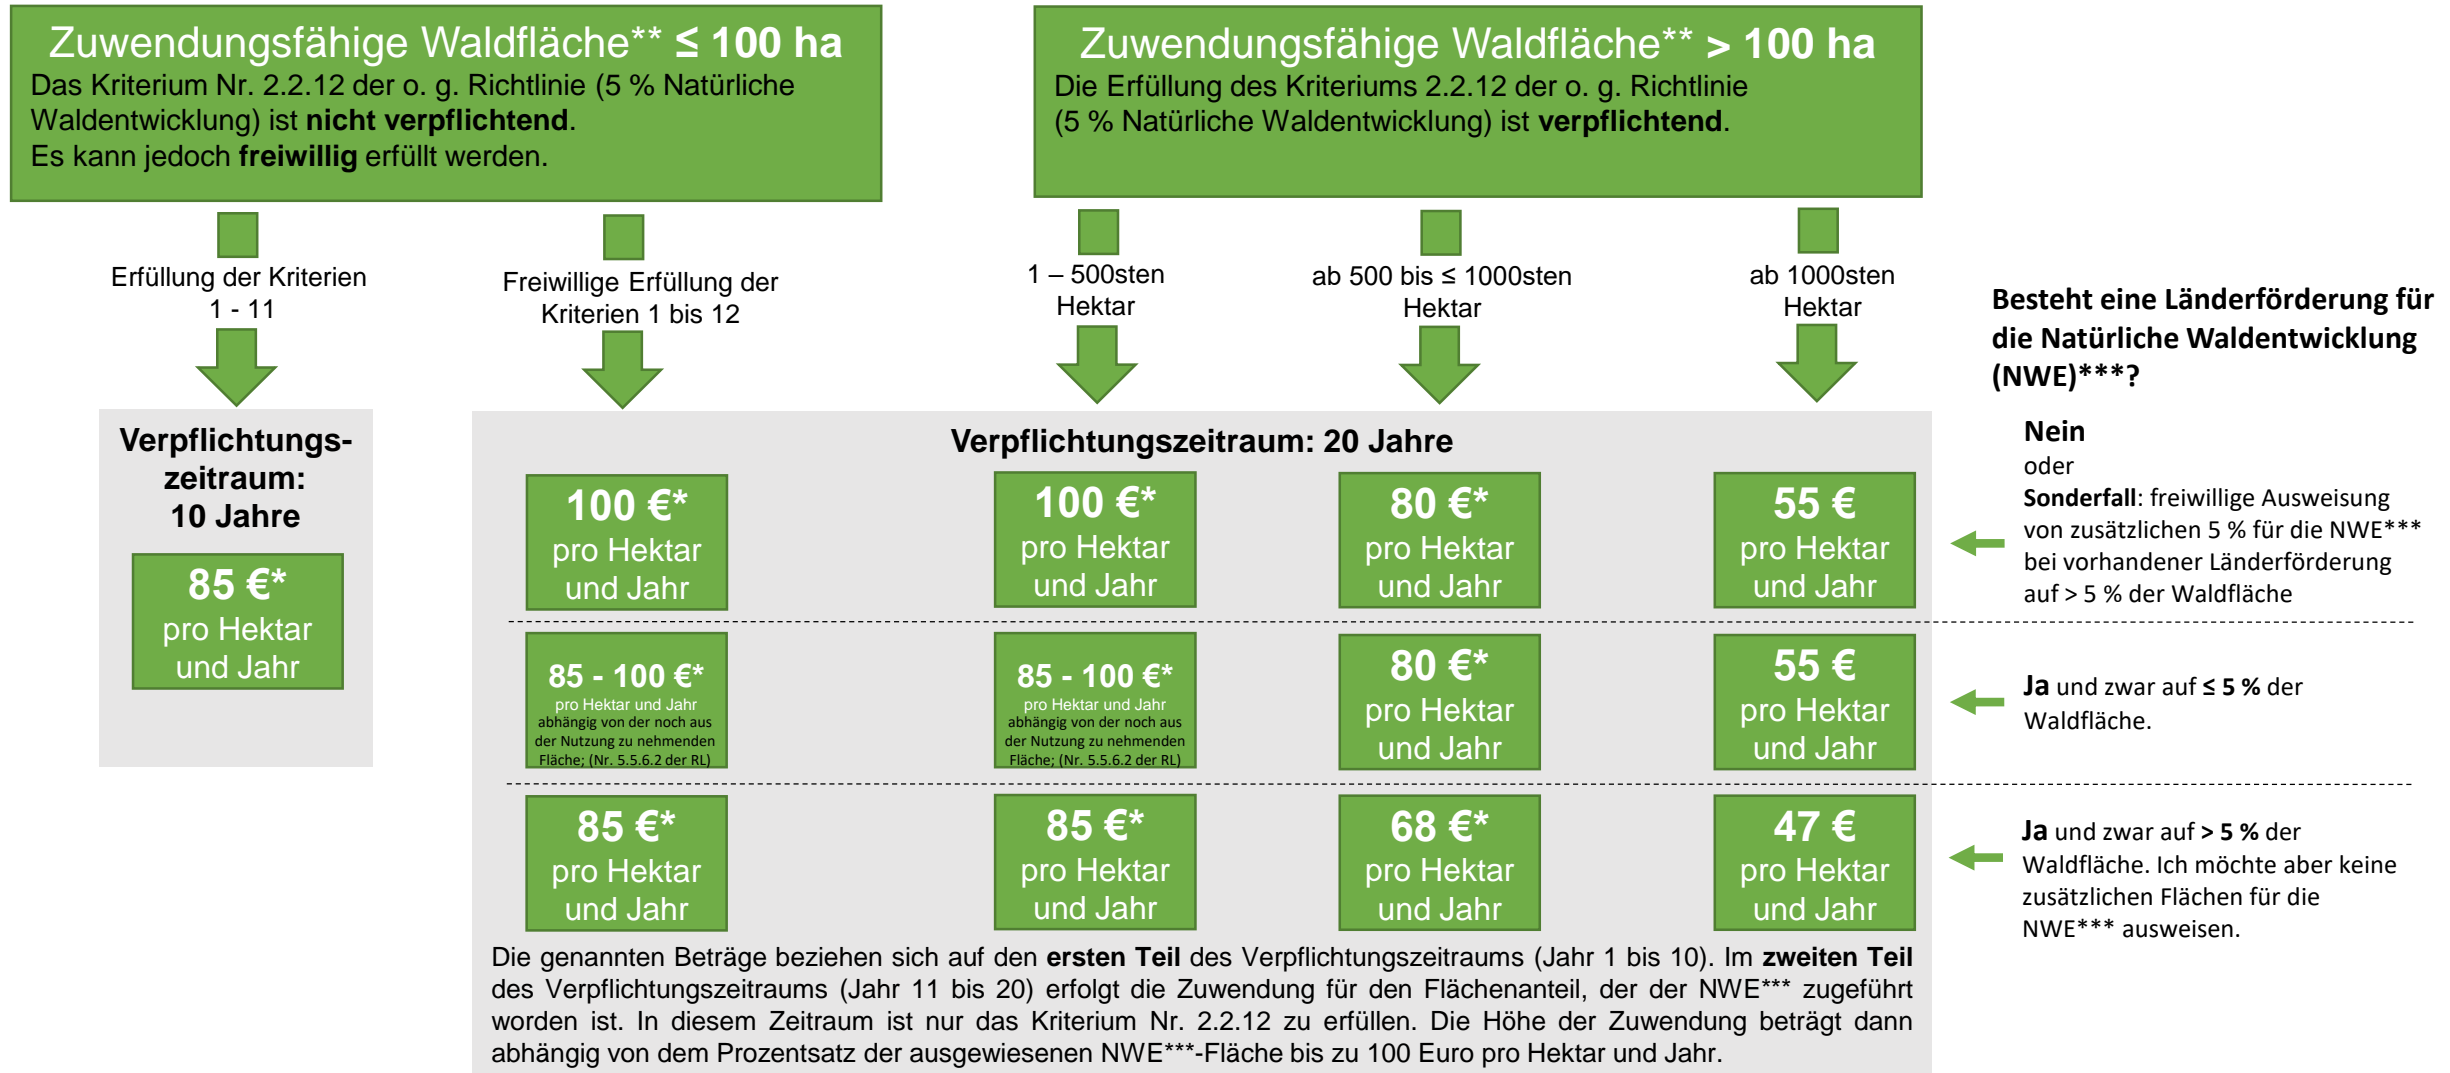 Zuwendungsfähige Waldfläche** ≤ 100 ha
Das Kriterium Nr. 2.2.12 der o. g. Richtlinie (5 % Natürliche
Waldentwicklung) ist nicht verpflichtend.
Es kann jedoch freiwillig erfüllt werden.
Zuwendungsfähige Waldfläche** > 100 ha
Die Erfüllung des Kriteriums 2.2.12 der o. g. Richtlinie
(5 % Natürliche Waldentwicklung) ist verpflichtend.
Erfüllung der Kriterien
1 - 11
Freiwillige Erfüllung der
Kriterien 1 bis 12
1 – 500sten
Hektar
ab 500 bis ≤ 1000sten
Hektar
ab 1000sten
Hektar
Besteht eine Länderförderung für
die Natürliche Waldentwicklung
(NWE)***?
Verpflichtungs-
zeitraum:
10 Jahre
85 €*
pro Hektar
und Jahr
Verpflichtungszeitraum: 20 Jahre
100 €*
pro Hektar
und Jahr
100 €*
pro Hektar
und Jahr
80 €*
pro Hektar
und Jahr
55 €
pro Hektar
und Jahr
Nein
oder
Sonderfall: freiwillige Ausweisung
von zusätzlichen 5 % für die NWE***
bei vorhandener Länderförderung
auf > 5 % der Waldfläche
85 - 100 €*
pro Hektar und Jahr
abhängig von der noch aus
der Nutzung zu nehmenden
Fläche; (Nr. 5.5.6.2 der RL)
85 - 100 €*
pro Hektar und Jahr
abhängig von der noch aus
der Nutzung zu nehmenden
Fläche; (Nr. 5.5.6.2 der RL)
80 €*
pro Hektar
und Jahr
55 €
pro Hektar
und Jahr
Ja und zwar auf ≤ 5 % der
Waldfläche.
85 €*
pro Hektar
und Jahr
85 €*
pro Hektar
und Jahr
68 €*
pro Hektar
und Jahr
47 €
pro Hektar
und Jahr
Ja und zwar auf > 5 % der
Waldfläche. Ich möchte aber keine
zusätzlichen Flächen für die
NWE*** ausweisen.
Die genannten Beträge beziehen sich auf den ersten Teil des Verpflichtungszeitraums (Jahr 1 bis 10). Im zweiten Teil
des Verpflichtungszeitraums (Jahr 11 bis 20) erfolgt die Zuwendung für den Flächenanteil, der der NWE*** zugeführt
worden ist. In diesem Zeitraum ist nur das Kriterium Nr. 2.2.12 zu erfüllen. Die Höhe der Zuwendung beträgt dann
abhängig von dem Prozentsatz der ausgewiesenen NWE***-Fläche bis zu 100 Euro pro Hektar und Jahr.